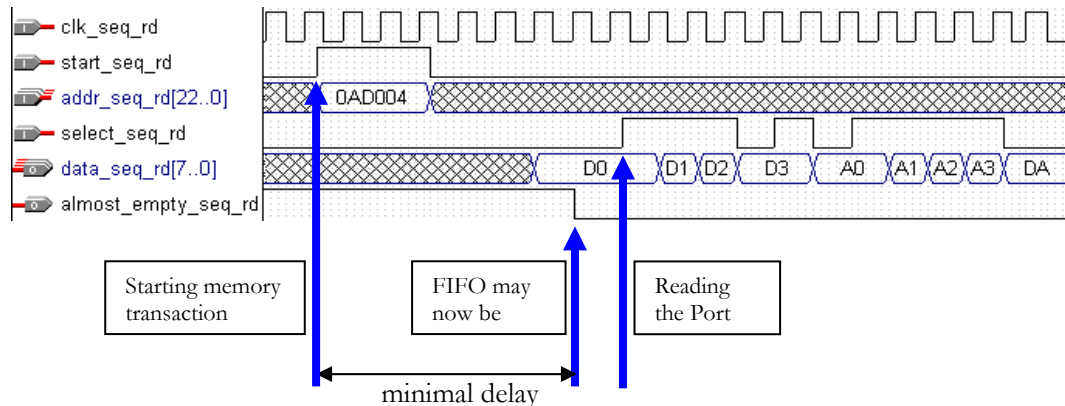 clk_seq_rd
start_seq_rd
addr_seq_rd[22..0] 0AD004
select_seq_rd
data_seq_rd[7..0] D0 D1 D2 D3 A0 A1 A2 A3 DA
almost_empty_seq_rd
Starting memory
transaction
FIFO may
now be
Reading
the Port
minimal delay